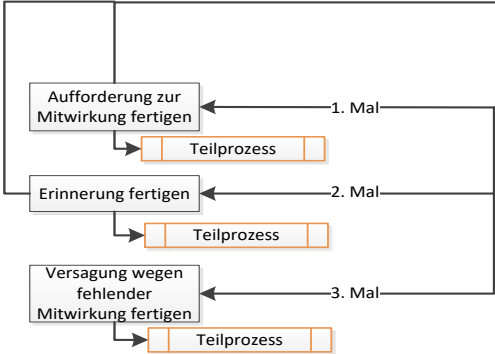 Aufforderung zur
Mitwirkung fertigen
1. Mal
Teilprozess
Erinnerung fertigen
2. Mal
Teilprozess
Versagung wegen
fehlender
Mitwirkung fertigen
3. Mal
Teilprozess